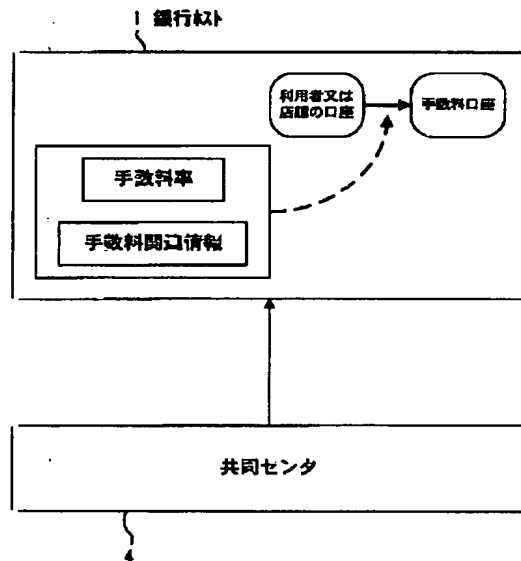 1 銀行ホスト
利用者又は
店舗の口座
手数料口座
手数料率
手数料関連情報
共同センタ
4